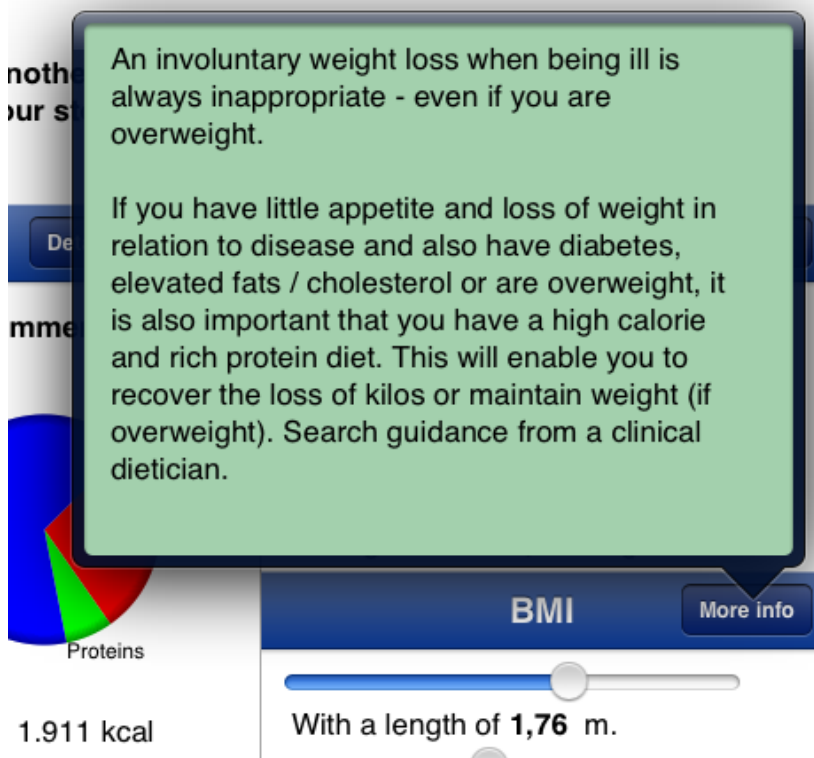 An involuntary weight loss when being ill is
always inappropriate - even if you are
overweight.
If you have little appetite and loss of weight in
relation to disease and also have diabetes,
elevated fats / cholesterol or are overweight, it
is also important that you have a high calorie
and rich protein diet. This will enable you to
recover the loss of kilos or maintain weight (if
overweight). Search guidance from a clinical
dietician.
BMI
More info
Proteins
1.911 kcal
With a length of 1,76 m.